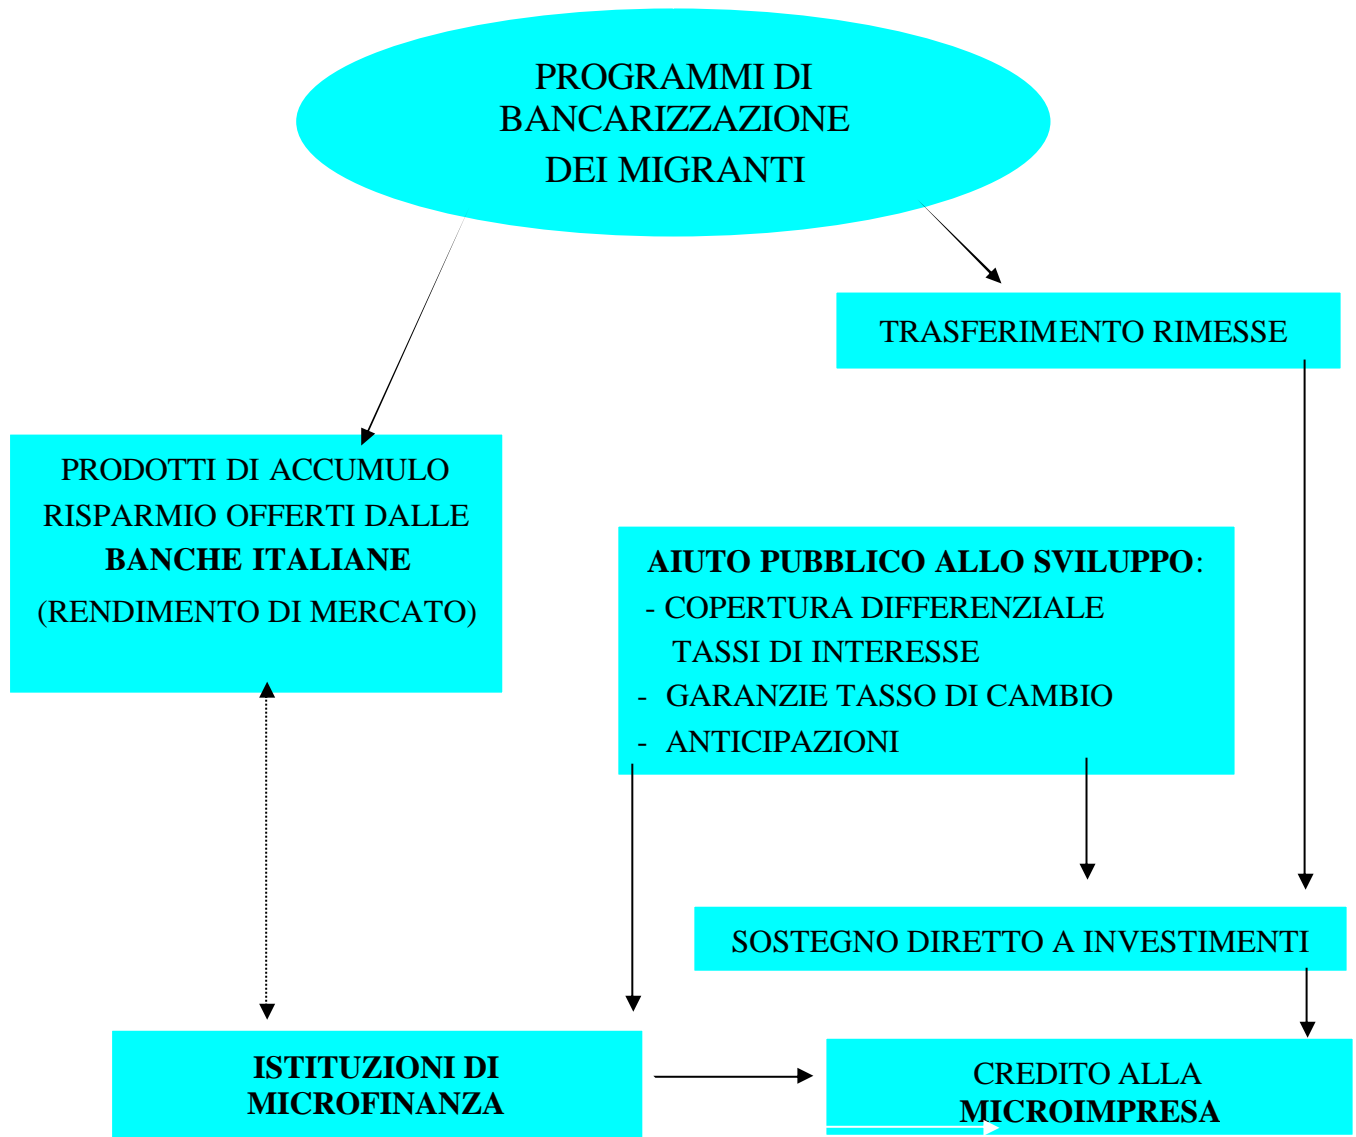 PROGRAMMI DI
BANCARIZZAZIONE
DEI MIGRANTI
TRASFERIMENTO RIMESSE
PRODOTTI DI ACCUMULO
RISPARMIO OFFERTI DALLE
BANCHE ITALIANE
(RENDIMENTO DI MERCATO)
AIUTO PUBBLICO ALLO SVILUPPO:
- COPERTURA DIFFERENZIALE
TASSI DI INTERESSE
- GARANZIE TASSO DI CAMBIO
- ANTICIPAZIONI
SOSTEGNO DIRETTO A INVESTIMENTI
ISTITUZIONI DI
MICROFINANZA
CREDITO ALLA
MICROIMPRESA